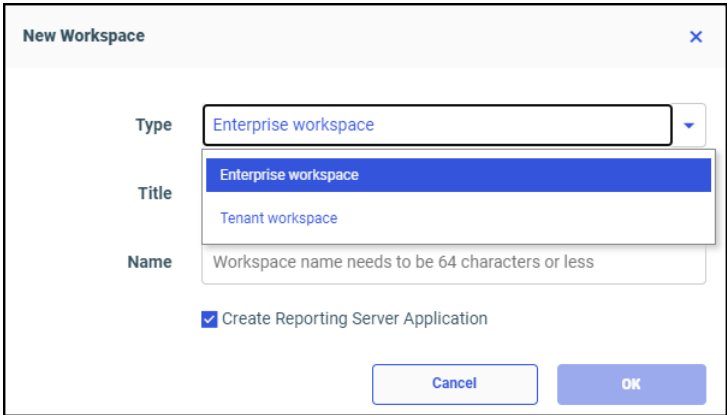 New Workspace
Type Enterprise workspace
Enterprise workspace
Title
Tenant workspace
Name Workspace name needs to be 64 characters or less
Create Reporting Server Application
Cancel OK